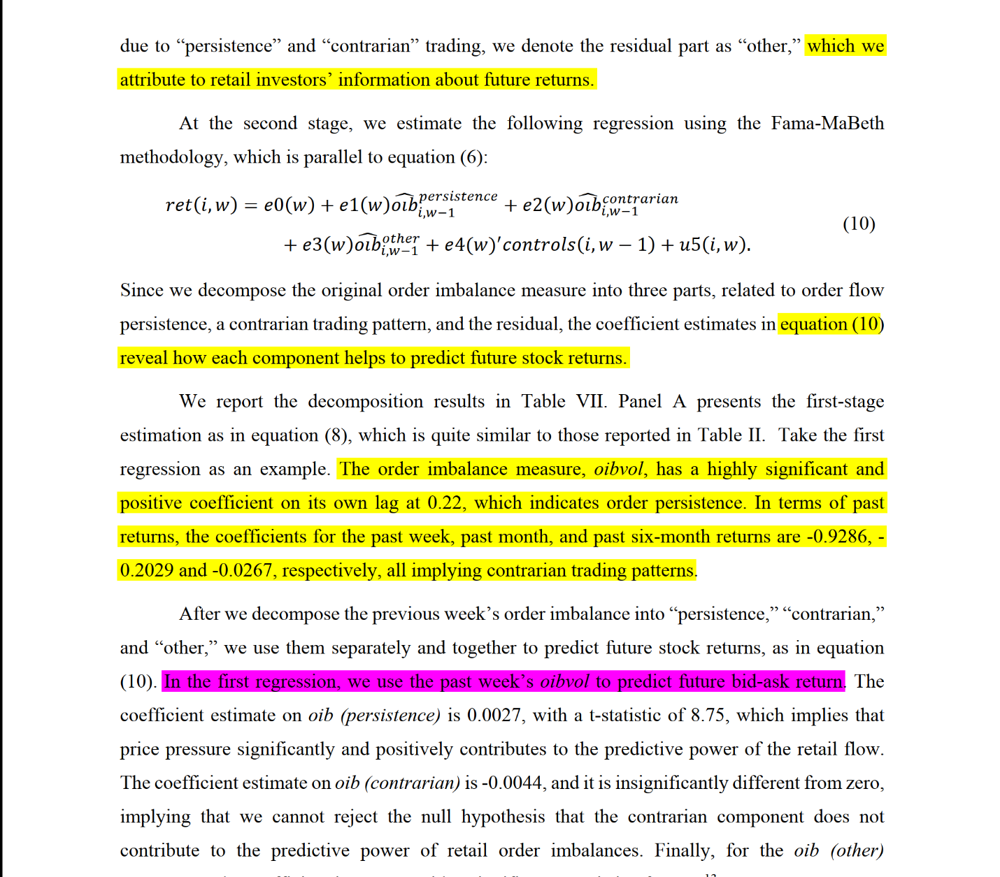 due to “persistence” and “contrarian” trading, we denote the residual part as “other,” which we
attribute to retail investors’ information about future returns.
At the second stage, we estimate the following regression using the Fama-MaBeth
methodology, which is parallel to equation (6):
ret(i, w) = e0(w) + e1(w)\widehat{oib}_{i,w−1}^{persistence} + e2(w)\widehat{oib}_{i,w−1}^{contrarian}
+ e3(w)\widehat{oib}_{i,w−1}^{other} + e4(w)′controls(i, w − 1) + u5(i, w).
(10)
Since we decompose the original order imbalance measure into three parts, related to order flow
persistence, a contrarian trading pattern, and the residual, the coefficient estimates in equation (10)
reveal how each component helps to predict future stock returns.
We report the decomposition results in Table VII. Panel A presents the first-stage
estimation as in equation (8), which is quite similar to those reported in Table II. Take the first
regression as an example. The order imbalance measure, oibvol, has a highly significant and
positive coefficient on its own lag at 0.22, which indicates order persistence. In terms of past
returns, the coefficients for the past week, past month, and past six-month returns are -0.9286, -
0.2029 and -0.0267, respectively, all implying contrarian trading patterns.
After we decompose the previous week’s order imbalance into “persistence,” “contrarian,”
and “other,” we use them separately and together to predict future stock returns, as in equation
(10). In the first regression, we use the past week’s oibvol to predict future bid-ask return. The
coefficient estimate on oib (persistence) is 0.0027, with a t-statistic of 8.75, which implies that
price pressure significantly and positively contributes to the predictive power of the retail flow.
The coefficient estimate on oib (contrarian) is -0.0044, and it is insignificantly different from zero,
implying that we cannot reject the null hypothesis that the contrarian component does not
contribute to the predictive power of retail order imbalances. Finally, for the oib (other)